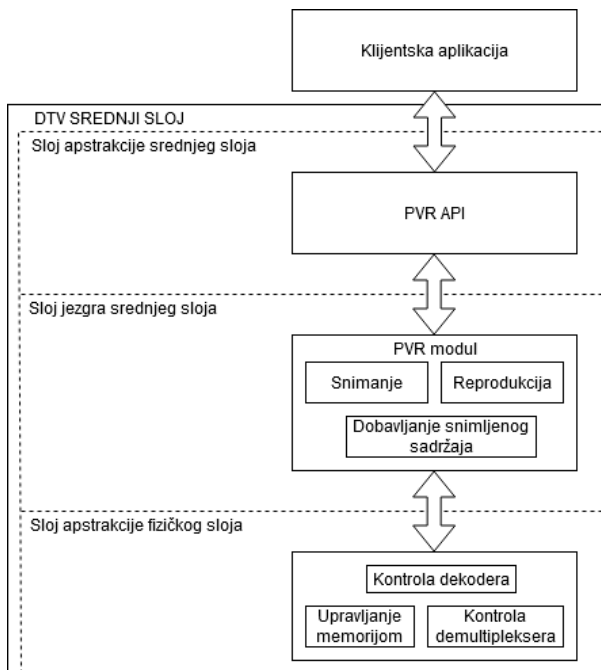 Klijentska aplikacija
DTV SREDNJI SLOJ
Sloj apstrakcije srednjeg sloja
PVR API
Sloj jezgra srednjeg sloja
PVR modul
Snimanje
Reprodukcija
Dobavljanje snimljenog
sadržaja
Sloj apstrakcije fizičkog sloja
Kontrola dekodera
Upravljanje
memorijom
Kontrola
demultipleksera